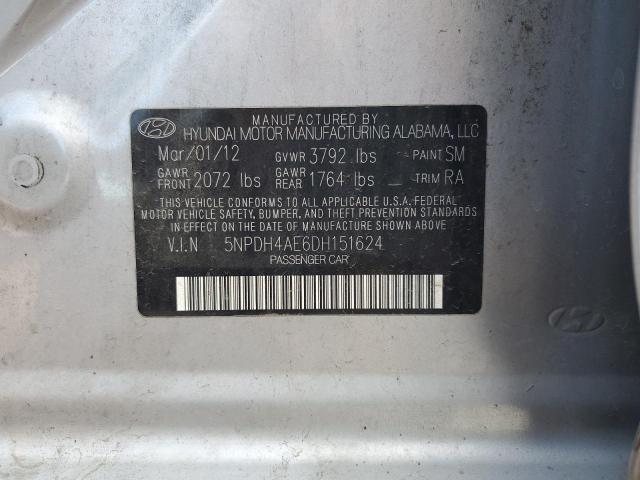 MANUFACTURED BY
HYUNDAI MOTOR MANUFACTURING ALABAMA, LLC
Mar/01/12 GVWR 3792 lbs PAINT SM
GAWR FRONT 2072 lbs GAWR REAR 1764 lbs TRIM RA
THIS VEHICLE CONFORMS TO ALL APPLICABLE U.S.A. FEDERAL
MOTOR VEHICLE SAFETY, BUMPER, AND THEFT PREVENTION
STANDARDS IN EFFECT ON THE DATE OF MANUFACTURE SHOWN ABOVE
V.I.N 5NPDH4AE6DH151624
PASSENGER CAR